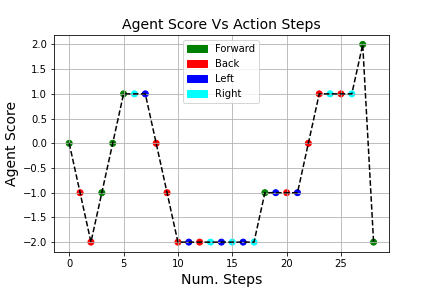 Agent Score Vs Action Steps
Forward
Back
Left
Right
2.0
1.5
1.0
0.5
0.0
−0.5
−1.0
−1.5
−2.0
Agent Score
0 5 10 15 20 25
Num. Steps